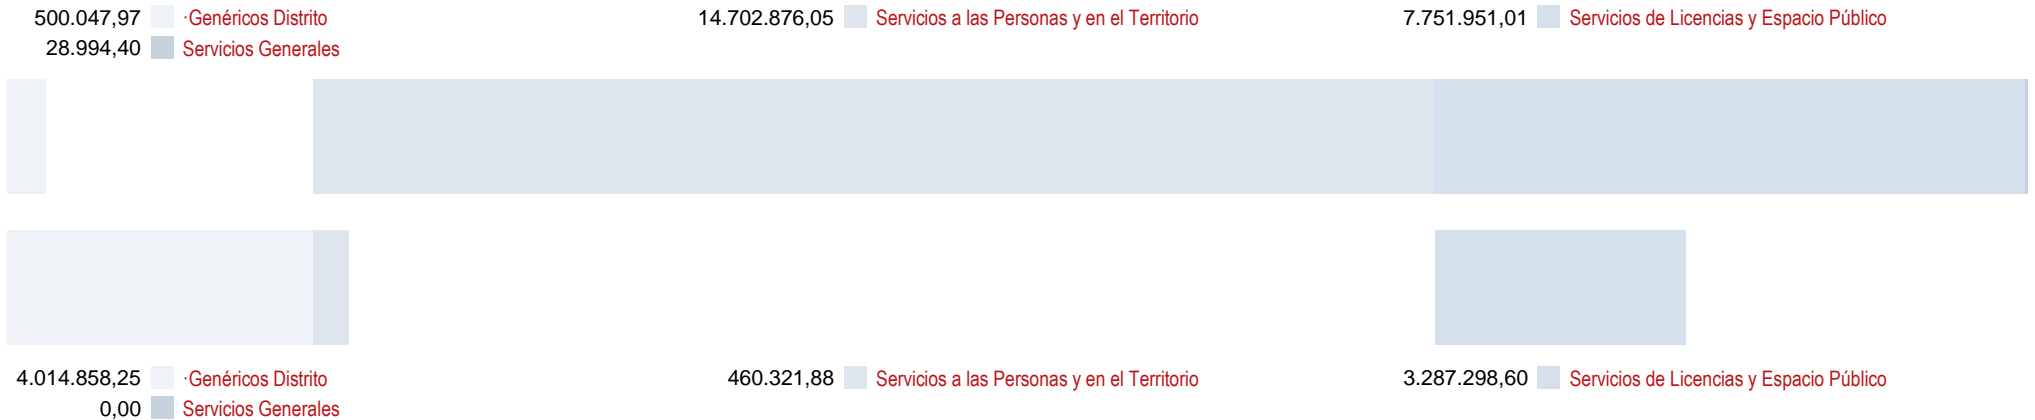 500.047,97 ·Genéricos Distrito 14.702.876,05 Servicios a las Personas y en el Territorio 7.751.951,01 Servicios de Licencias y Espacio Público
28.994,40 Servicios Generales
4.014.858,25 ·Genéricos Distrito 460.321,88 Servicios a las Personas y en el Territorio 3.287.298,60 Servicios de Licencias y Espacio Público
0,00 Servicios Generales